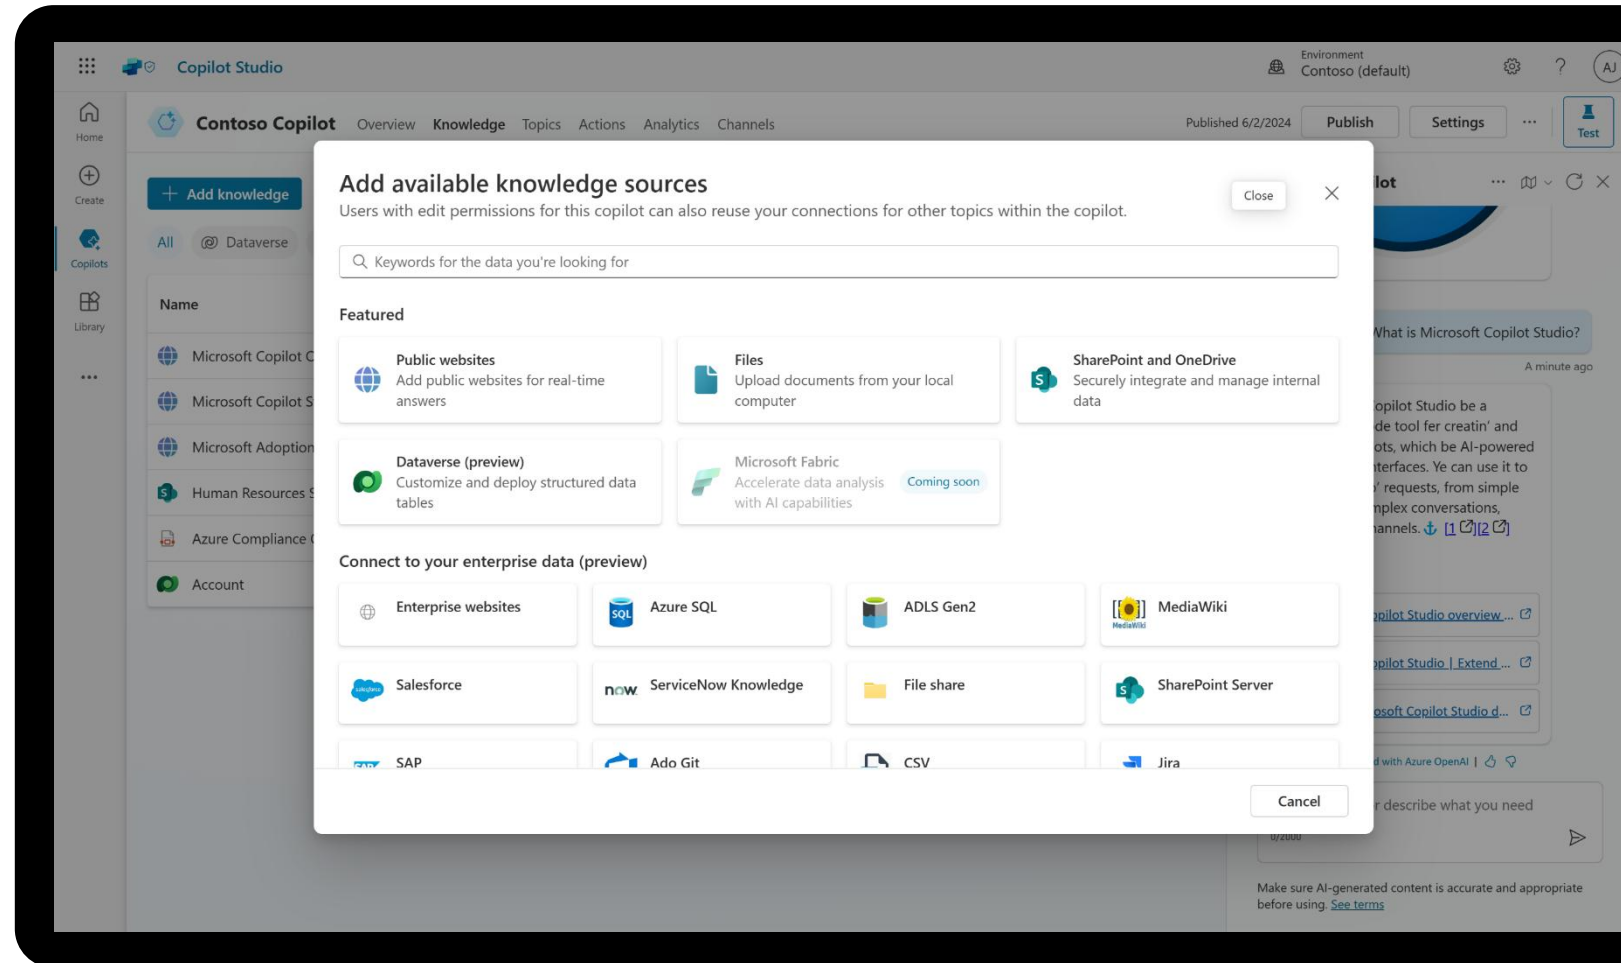 Copilot Studio
Environment
Contoso (default)
AJ
Home
Create
Copilots
Library
Contoso Copilot
Overview Knowledge Topics Actions Analytics Channels
Published 6/2/2024
Publish
Settings
Test
Add knowledge
All
Dataverse
Name
Microsoft Copilot
Microsoft Copilot
Microsoft Adoption
Human Resources
Azure Compliance
Account
Add available knowledge sources
Users with edit permissions for this copilot can also reuse your connections for other topics within the copilot.
Close
Keywords for the data you're looking for
Featured
Public websites
Add public websites for real-time
answers
Files
Upload documents from your local
computer
SharePoint and OneDrive
Securely integrate and manage internal
data
Dataverse (preview)
Customize and deploy structured data
tables
Microsoft Fabric
Accelerate data analysis
with AI capabilities
Coming soon
Connect to your enterprise data (preview)
Enterprise websites
SQL
Azure SQL
ADLS Gen2
MediaWiki
MediaWiki
salesforce
Salesforce
now.
ServiceNow Knowledge
File share
SharePoint Server
SAP
SAP
Ado Git
CSV
Jira
Cancel
What is Microsoft Copilot Studio?
A minute ago
opilot Studio be a
de tool fer creatin' and
ots, which be AI-powered
nterfaces. Ye can use it to
' requests, from simple
mplex conversations,
annels. [1][2]
opilot Studio overview ...
opilot Studio | Extend ...
osoft Copilot Studio d...
d with Azure OpenAI |
r describe what you need
0/2000
Make sure AI-generated content is accurate and appropriate
before using. See terms